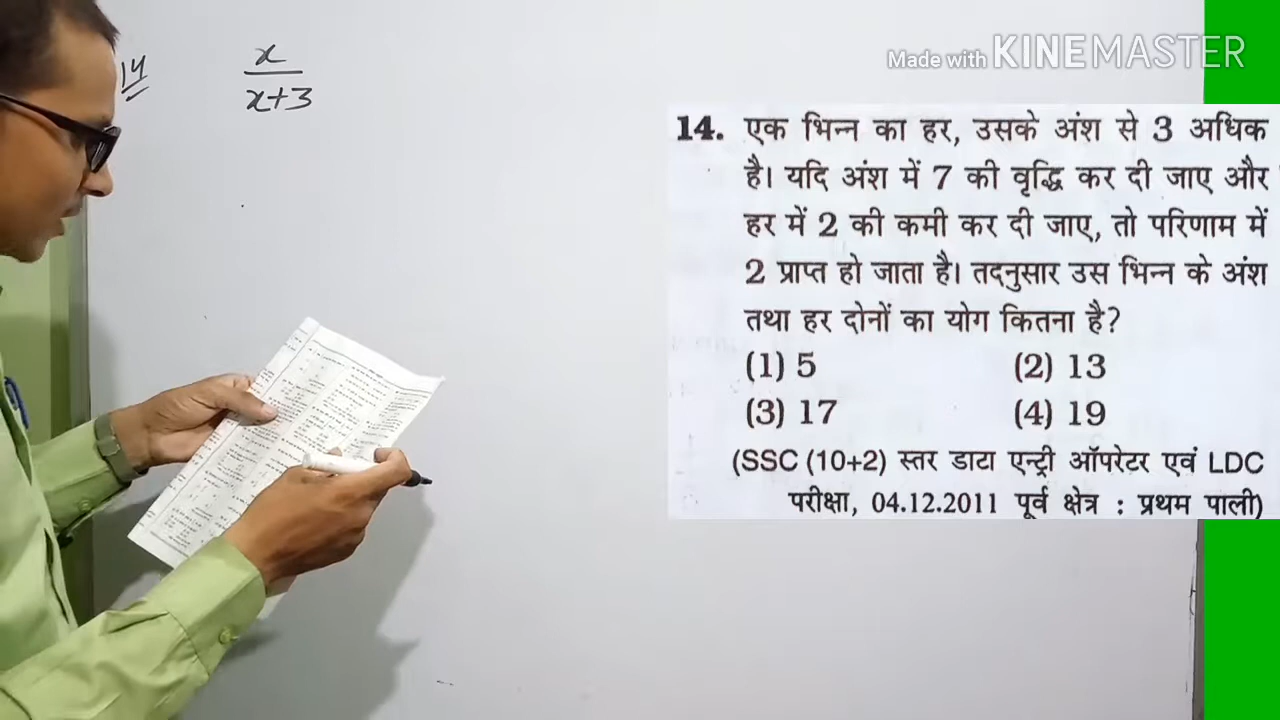 Made with KINEMASTER
14
x
x+3
14. एक भिन्न का हर, उसके अंश से 3 अधिक
है। यदि अंश में 7 की वृद्धि कर दी जाए और
हर में 2 की कमी कर दी जाए, तो परिणाम में
2 प्राप्त हो जाता है। तदनुसार उस भिन्न के अंश
तथा हर दोनों का योग कितना है?
(1) 5 (2) 13
(3) 17 (4) 19
(SSC (10+2) स्तर डाटा एन्ट्री ऑपरेटर एवं LDC
परीक्षा, 04.12.2011 पूर्व क्षेत्र : प्रथम पाली)